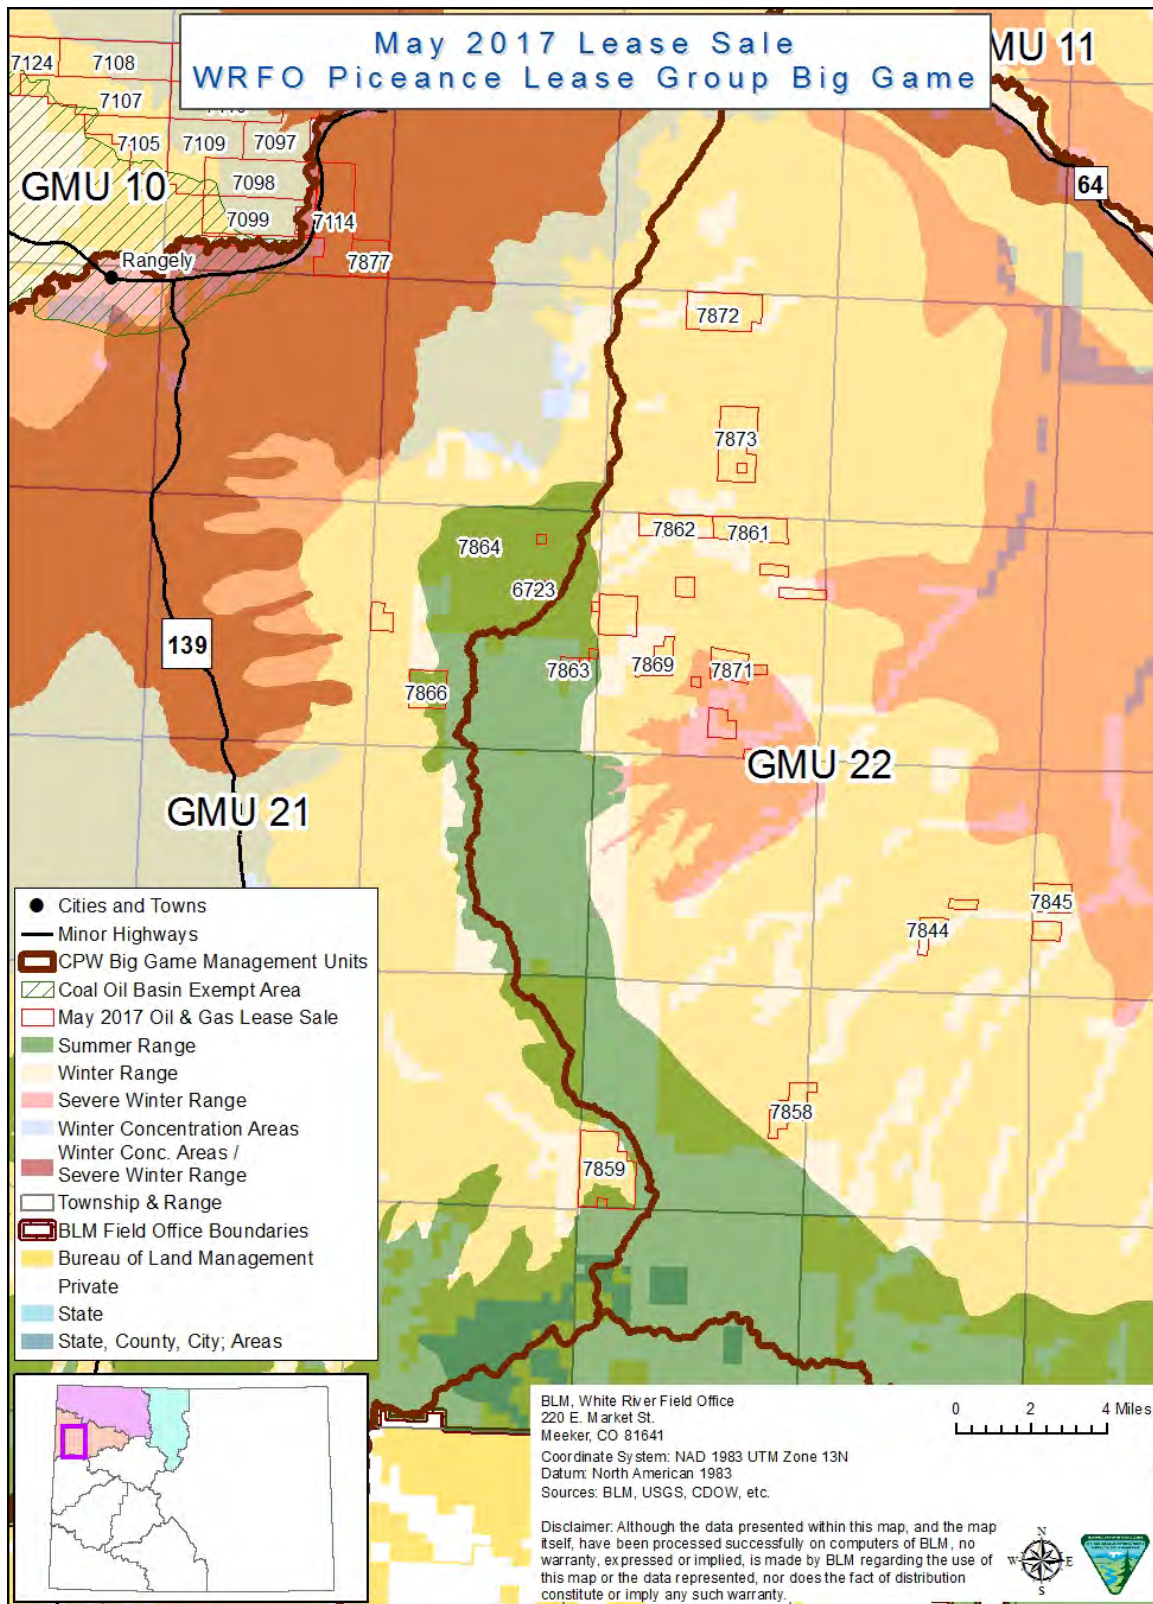 May 2017 Lease Sale
WRFO Piceance Lease Group Big Game
MU 11
7124
7108
7107
7105
7109
7097
GMU 10
7098
7099
7114
64
Rangely
7877
7872
7873
7862
7861
7864
6723
139
7863
7869
7871
7866
GMU 22
GMU 21
7845
7844
7858
7859
Cities and Towns
Minor Highways
CPW Big Game Management Units
Coal Oil Basin Exempt Area
May 2017 Oil & Gas Lease Sale
Summer Range
Winter Range
Severe Winter Range
Winter Concentration Areas
Winter Conc. Areas /
Severe Winter Range
Township & Range
BLM Field Office Boundaries
Bureau of Land Management
Private
State
State, County, City; Areas
BLM, White River Field Office
220 E. Market St.
Meeker, CO 81641
Coordinate System: NAD 1983 UTM Zone 13N
Datum: North American 1983
Sources: BLM, USGS, CDOW, etc.
0 2 4 Miles
Disclaimer: Although the data presented within this map, and the map
itself, have been processed successfully on computers of BLM, no
warranty, expressed or implied, is made by BLM regarding the use of
this map or the data represented, nor does the fact of distribution
constitute or imply any such warranty.
N
W E
S